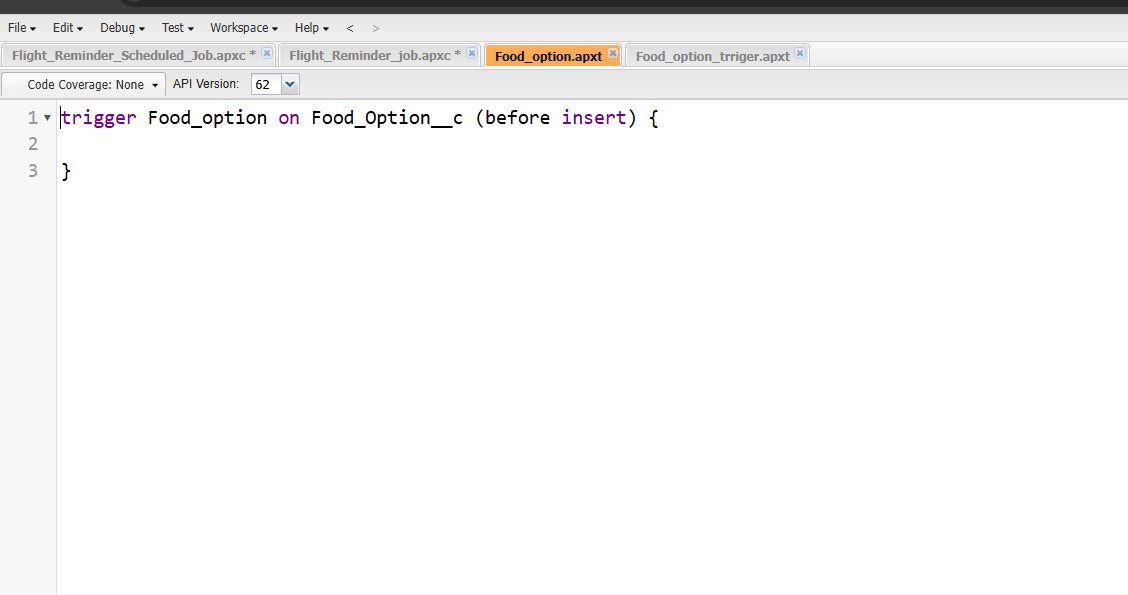 File Edit Debug Test Workspace Help < >
Flight_Reminder_Scheduled_Job.apxc * Flight_Reminder_job.apxc * Food_option.apxt Food_option_trriger.apxt
Code Coverage: None API Version: 62
1 trigger Food_option on Food_Option__c (before insert) {
2
3 }